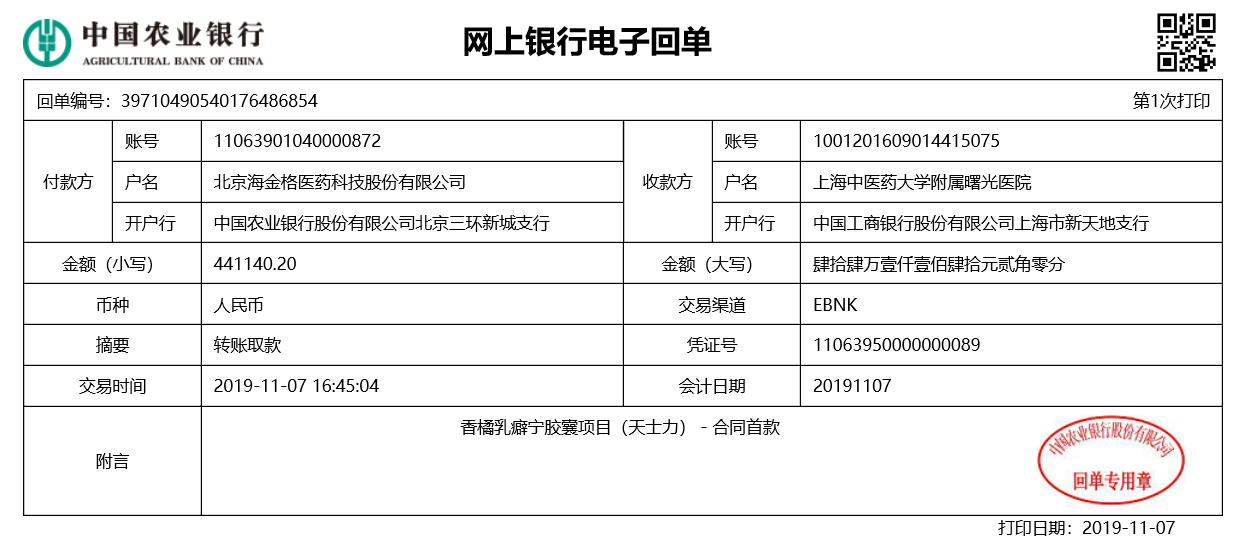 中国农业银行
AGRICULTURAL BANK OF CHINA
网上银行电子回单
回单编号：39710490540176486854 第1次打印
付款方 账号 11063901040000872 收款方 账号 1001201609014415075
户名 北京海金格医药科技股份有限公司 户名 上海中医药大学附属曙光医院
开户行 中国农业银行股份有限公司北京三环新城支行 开户行 中国工商银行股份有限公司上海市新天地支行
金额（小写） 441140.20 金额（大写） 肆拾肆万壹仟壹佰肆拾元贰角零分
币种 人民币 交易渠道 EBNK
摘要 转账取款 凭证号 11063950000000089
交易时间 2019-11-07 16:45:04 会计日期 20191107
附言 香橘乳癖宁胶囊项目（天士力） - 合同首款
中国农业银行股份有限公司
回单专用章
打印日期：2019-11-07